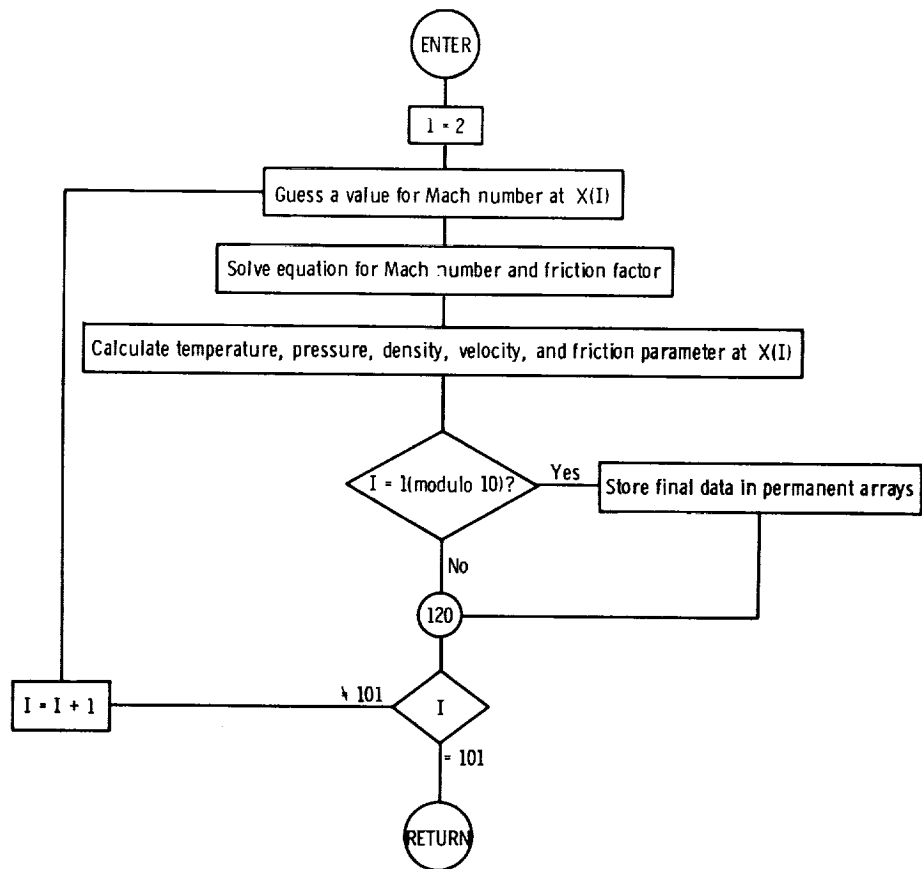 ENTER
1 = 2
Guess a value for Mach number at X(I)
Solve equation for Mach number and friction factor
Calculate temperature, pressure, density, velocity, and friction parameter at X(I)
I = 1(modulo 10)?
Yes
Store final data in permanent arrays
No
120
I = I + 1
≠ 101
I
= 101
RETURN